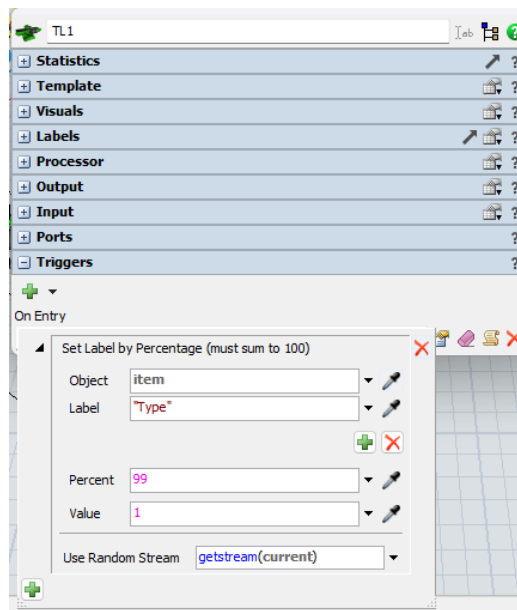 TL1
Statistics
Template
Visuals
Labels
Processor
Output
Input
Ports
Triggers
On Entry
Set Label by Percentage (must sum to 100)
Object item
Label "Type"
Percent 99
Value 1
Use Random Stream getstream(current)